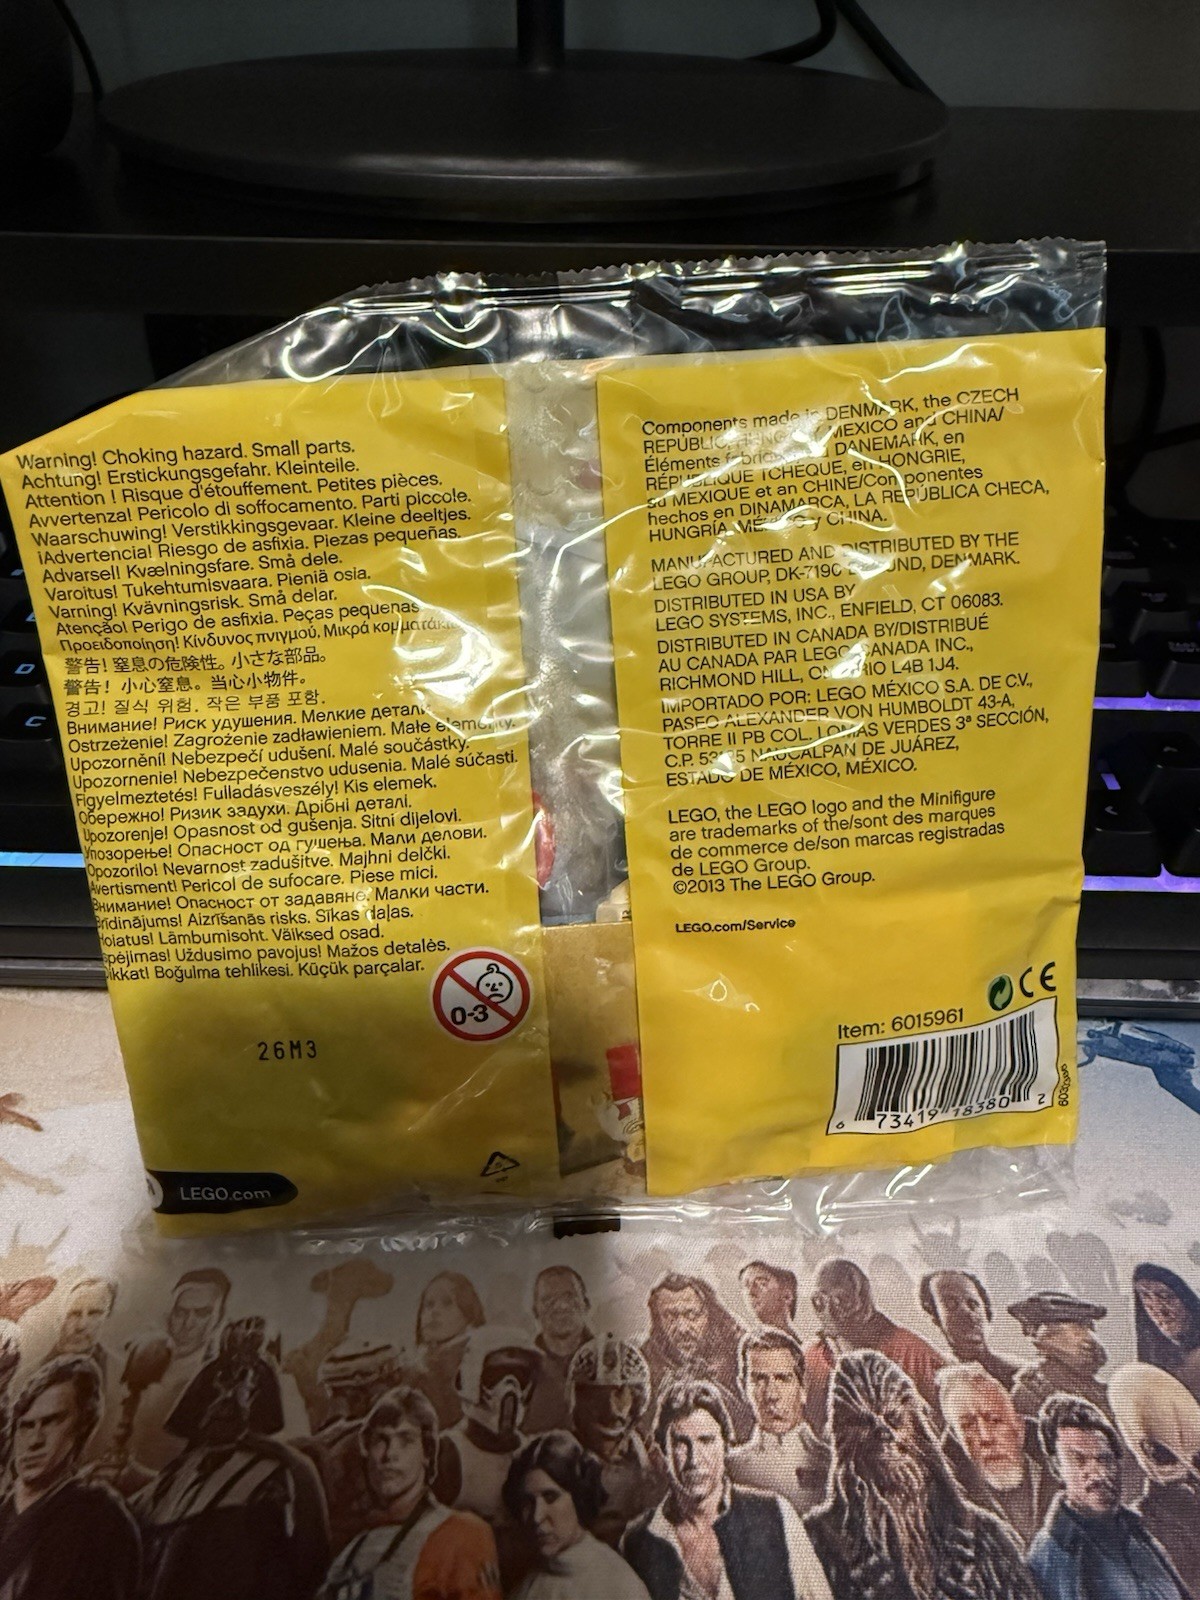 Warning! Choking hazard. Small parts.
Achtung! Erstickungsgefahr. Kleinteile.
Attention ! Risque d'étouffement. Petites pièces.
Avvertenza! Pericolo di soffocamento. Parti piccole.
Waarschuwing! Verstikkingsgevaar. Kleine deeltjes.
¡Advertencia! Riesgo de asfixia. Piezas pequeñas.
Advarsel! Kvælningsfare. Små dele.
Varoitus! Tukehtumisvaara. Pieniä osia.
Varning! Kvävningsrisk. Små delar.
Atenção! Perigo de asfixia. Peças pequenas.
Προειδοποίηση! Κίνδυνος πνιγμού, Μικρά
警告! 窒息の危険性。小さな部品。
警告! 小心窒息。当心小物件。
경고! 질식 위험. 작은 부품 포함.
Внимание! Риск удушения. Мелкие детали.
Ostrzeżenie! Zagrożenie zadławieniem. Małe elementy.
Upozornění! Nebezpečí udušení. Malé součástky.
Upozornenie! Nebezpečenstvo udusenia. Malé súčasti.
Figyelmeztetés! Fulladásveszély! Kis elemek.
Обережно! Ризик задухи. Дрібні деталі.
Upozorenje! Opasnost od gušenja. Sitni dijelovi.
Упозорење! Опасност од гушења. Мали делови.
Opozorilo! Nevarnost zadušitve. Majhni delčki.
Avertisment! Pericol de sufocare. Piese mici.
Внимание! Опасност от задавяне. Малки части.
Brīdinājums! Aizrīšanās risks. Sīkas daļas.
Hoiatus! Lämbumisoht. Väiksed osad.
spėjimas! Uždusimo pavojus! Mažos detalės.
Dikkat! Boğulma tehlikesi. Küçük parçalar.
0-3
26M3
LEGO.com
Components made in DENMARK, the CZECH
REPUBLIC, HUNGARY, MEXICO and CHINA/
Éléments DANEMARK, en
RÉPUBLIQUE TCHÈQUE, en HONGRIE,
au MEXIQUE et en CHINE/Componentes
hechos en DINAMARCA, LA REPÚBLICA CHECA,
HUNGRÍA, MÉXICO y CHINA.
MANUFACTURED AND DISTRIBUTED BY THE
LEGO GROUP, DK-7190 BILLUND, DENMARK.
DISTRIBUTED IN USA BY
LEGO SYSTEMS, INC., ENFIELD, CT 06083.
DISTRIBUTED IN CANADA BY/DISTRIBUÉ
AU CANADA PAR LEGO CANADA INC.,
RICHMOND HILL, ONTARIO L4B 1J4.
IMPORTADO POR: LEGO MÉXICO S.A. DE C.V.,
PASEO ALEXANDER VON HUMBOLDT 43-A,
TORRE II PB COL. LOMAS VERDES 3ª SECCIÓN,
C.P. NAUCALPAN DE JUÁREZ,
ESTADO DE MÉXICO, MÉXICO.
LEGO, the LEGO logo and the Minifigure
are trademarks of the/sont des marques
de commerce de/son marcas registradas
de LEGO Group.
©2013 The LEGO Group.
LEGO.com/Service
CE
Item: 6015961
6 73419 18380 2
D
C